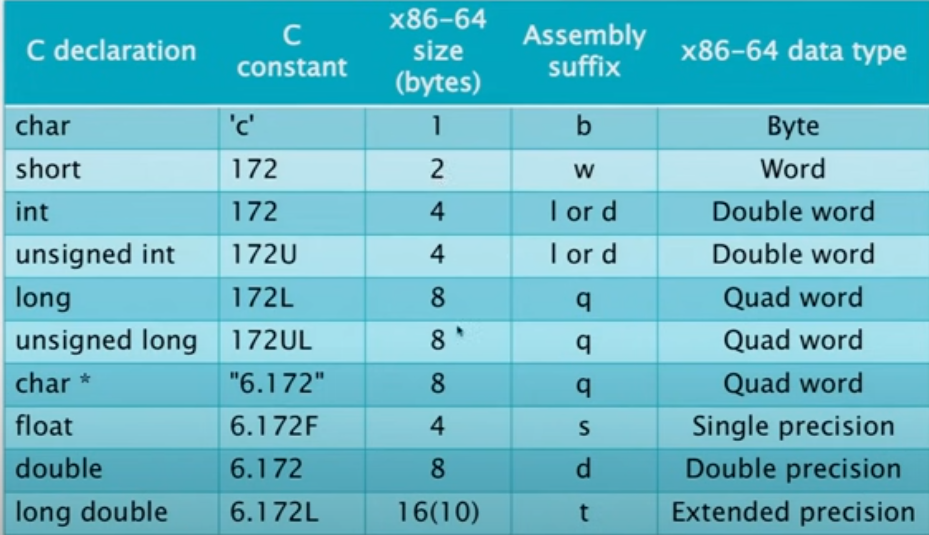 C declaration C constant x86-64 size (bytes) Assembly suffix x86-64 data type
char 'c' 1 b Byte
short 172 2 w Word
int 172 4 l or d Double word
unsigned int 172U 4 l or d Double word
long 172L 8 q Quad word
unsigned long 172UL 8 q Quad word
char * "6.172" 8 q Quad word
float 6.172F 4 s Single precision
double 6.172 8 d Double precision
long double 6.172L 16(10) t Extended precision